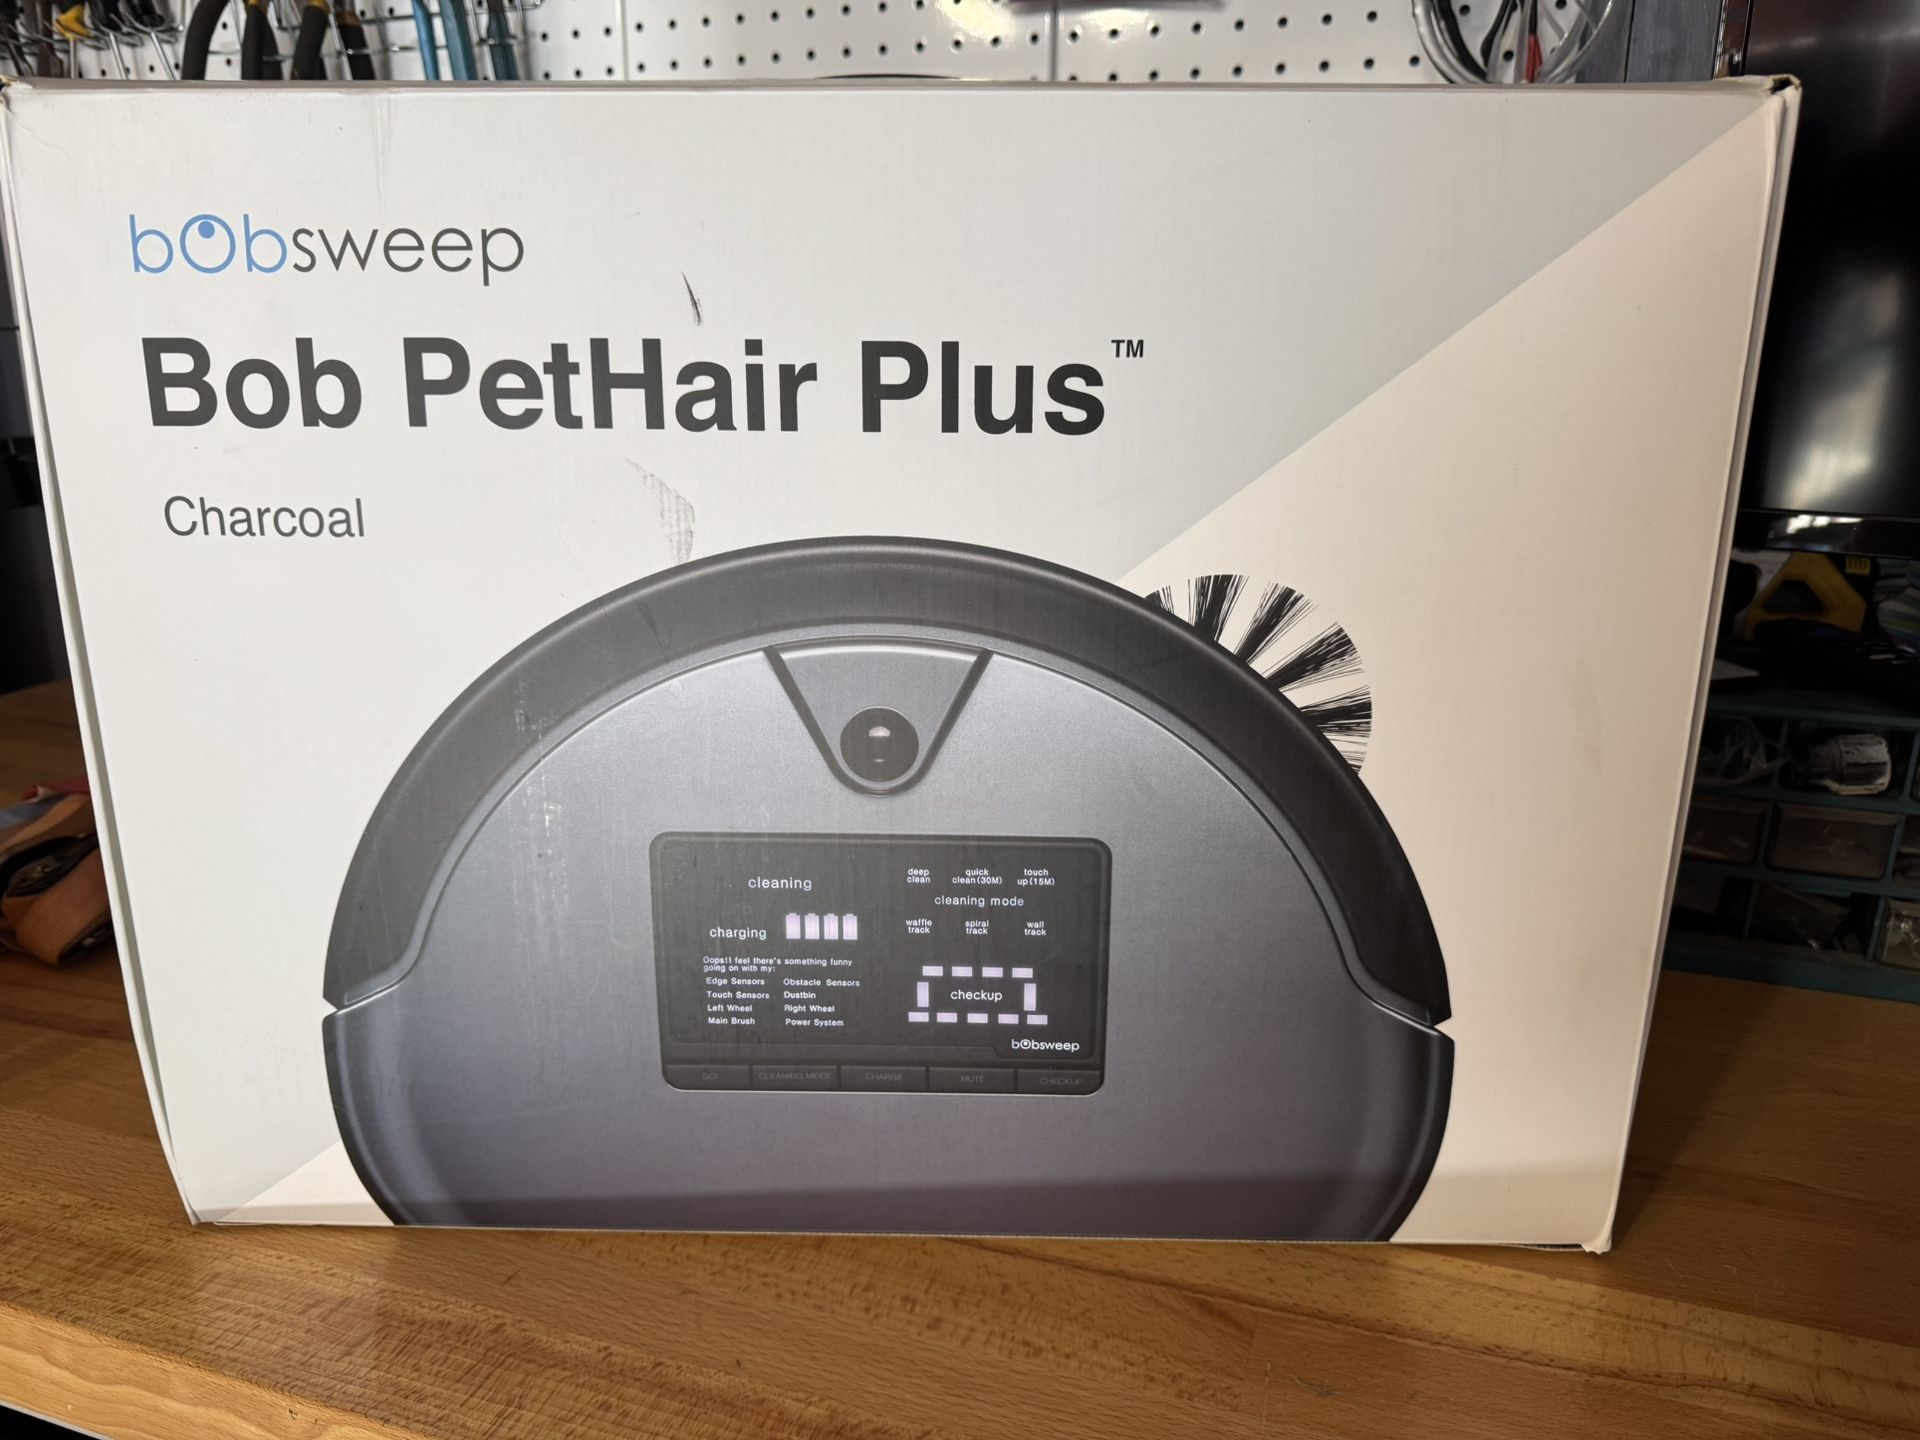 bobsweep
Bob PetHair Plus™
Charcoal
cleaning
charging
Oops!I feel there's something funny
going on with my:
Edge Sensors Obstacle Sensors
Touch Sensors Dustbin
Left Wheel Right Wheel
Main Brush Power System
deep clean quick clean(30M) touch up(15M)
cleaning mode
waffle track spiral track wall track
checkup
bobsweep
GO! CLEANING MODE CHARGE MUTE CHECKUP